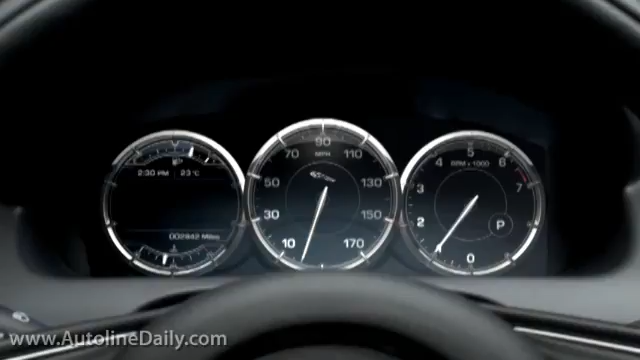 2:30 PM 23°C
002842 Miles
90
MPH
70 110
50 130
30 150
10 170
5
4 6
RPM x 1000
3 7
2
P
0
www.AutolineDaily.com